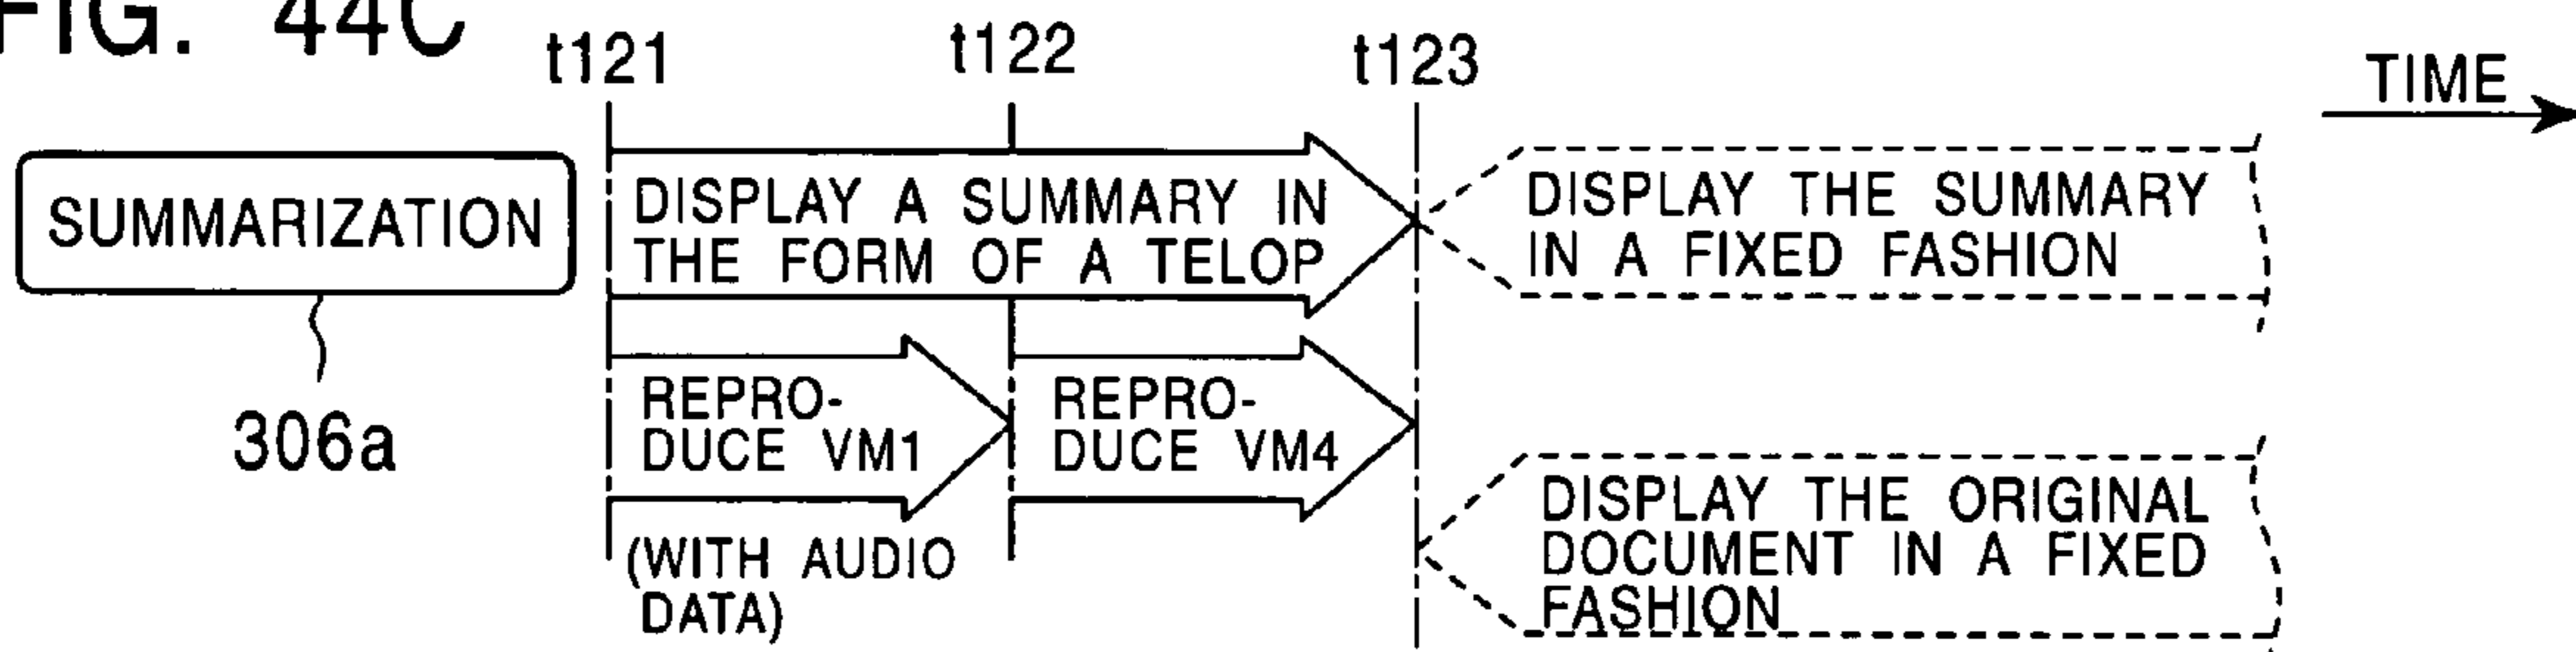 FIG. 44C
t121
t122
t123
TIME
SUMMARIZATION
306a
DISPLAY A SUMMARY IN
THE FORM OF A TELOP
DISPLAY THE SUMMARY
IN A FIXED FASHION
REPRO-
DUCE VM1
REPRO-
DUCE VM4
(WITH AUDIO
DATA)
DISPLAY THE ORIGINAL
DOCUMENT IN A FIXED
FASHION